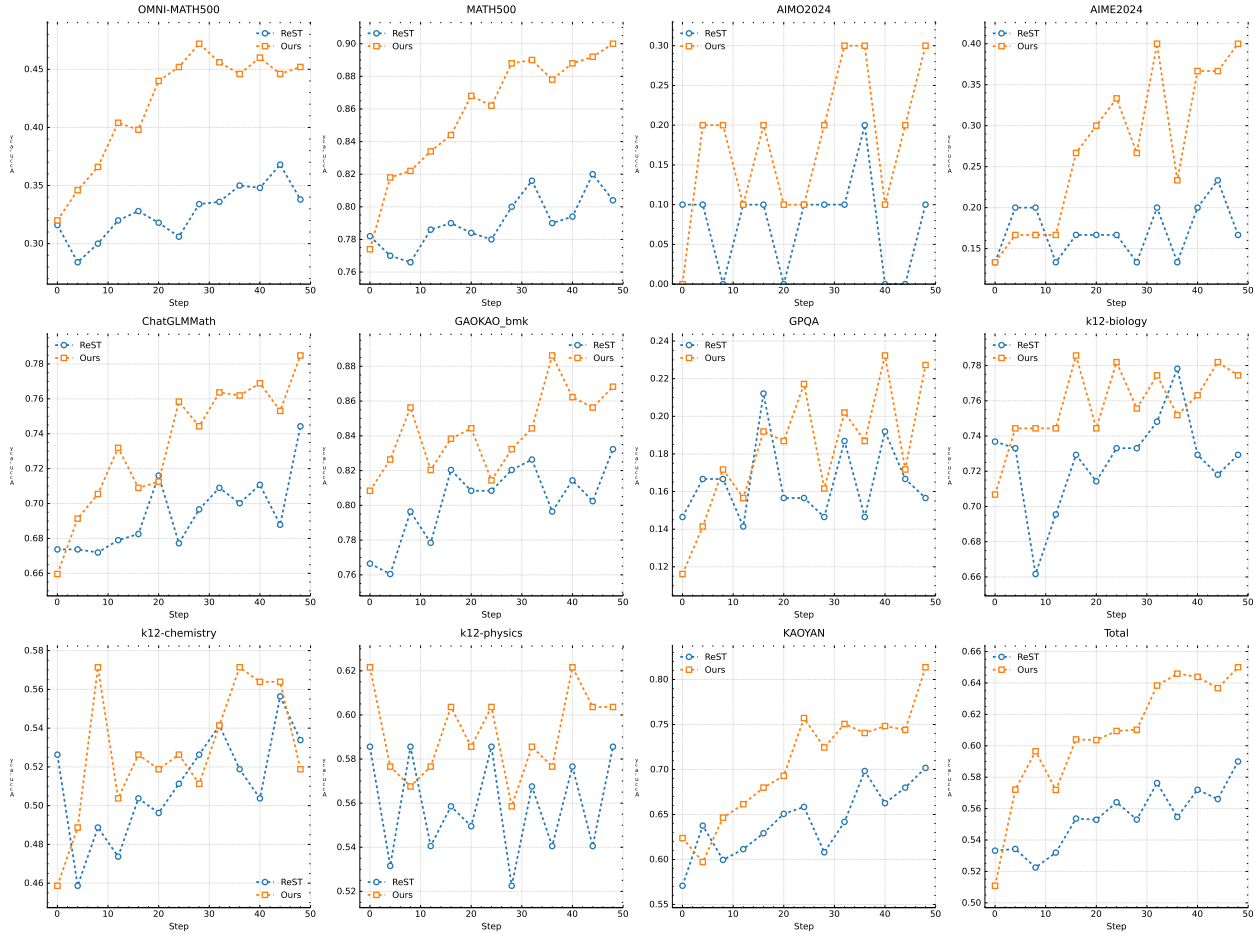 OMNI-MATH500
ReST
Ours
0.45
0.40
0.35
0.30
0 10 20 30 40 50
Step
Accuracy
MATH500
ReST
Ours
0.90
0.88
0.86
0.84
0.82
0.80
0.78
0.76
0 10 20 30 40 50
Step
Accuracy
AIMO2024
ReST
Ours
0.30
0.25
0.20
0.15
0.10
0.05
0.00
0 10 20 30 40 50
Step
Accuracy
AIME2024
ReST
Ours
0.40
0.35
0.30
0.25
0.20
0.15
0 10 20 30 40 50
Step
ChatGLMMath
ReST
Ours
0.78
0.76
0.74
0.72
0.70
0.68
0.66
0 10 20 30 40 50
Step
Accuracy
GAOKAO_bmk
ReST
Ours
0.88
0.86
0.84
0.82
0.80
0.78
0.76
0 10 20 30 40 50
Step
Accuracy
GPQA
ReST
Ours
0.24
0.22
0.20
0.18
0.16
0.14
0.12
0 10 20 30 40 50
Step
Accuracy
k12-biology
ReST
Ours
0.78
0.76
0.74
0.72
0.70
0.68
0.66
0 10 20 30 40 50
Step
k12-chemistry
0.58
0.56
0.54
0.52
0.50
0.48
0.46
ReST
Ours
0 10 20 30 40 50
Step
Accuracy
k12-physics
0.62
0.60
0.58
0.56
0.54
0.52
ReST
Ours
0 10 20 30 40 50
Step
Accuracy
KAOYAN
ReST
Ours
0.80
0.75
0.70
0.65
0.60
0.55
0 10 20 30 40 50
Step
Accuracy
Total
ReST
Ours
0.66
0.64
0.62
0.60
0.58
0.56
0.54
0.52
0.50
0 10 20 30 40 50
Step